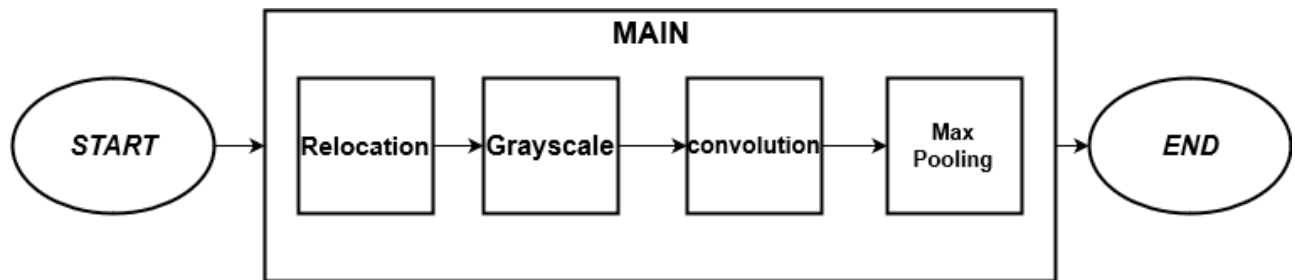 MAIN
START
Relocation
Grayscale
convolution
Max
Pooling
END